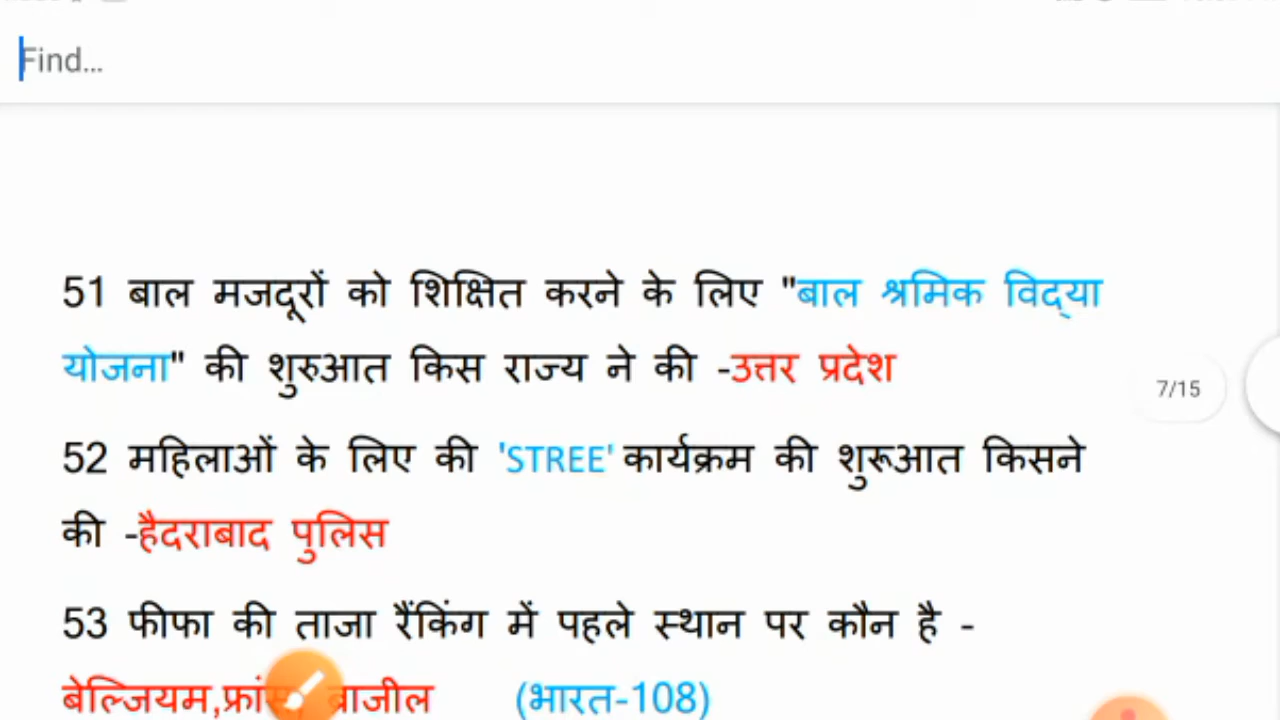 Find...
51 बाल मजदूरों को शिक्षित करने के लिए "बाल श्रमिक विद्या
योजना" की शुरुआत किस राज्य ने की -उत्तर प्रदेश
7/15
52 महिलाओं के लिए की 'STREE' कार्यक्रम की शुरूआत किसने
की -हैदराबाद पुलिस
53 फीफा की ताजा रैंकिंग में पहले स्थान पर कौन है -
बेल्जियम, (भारत-108)